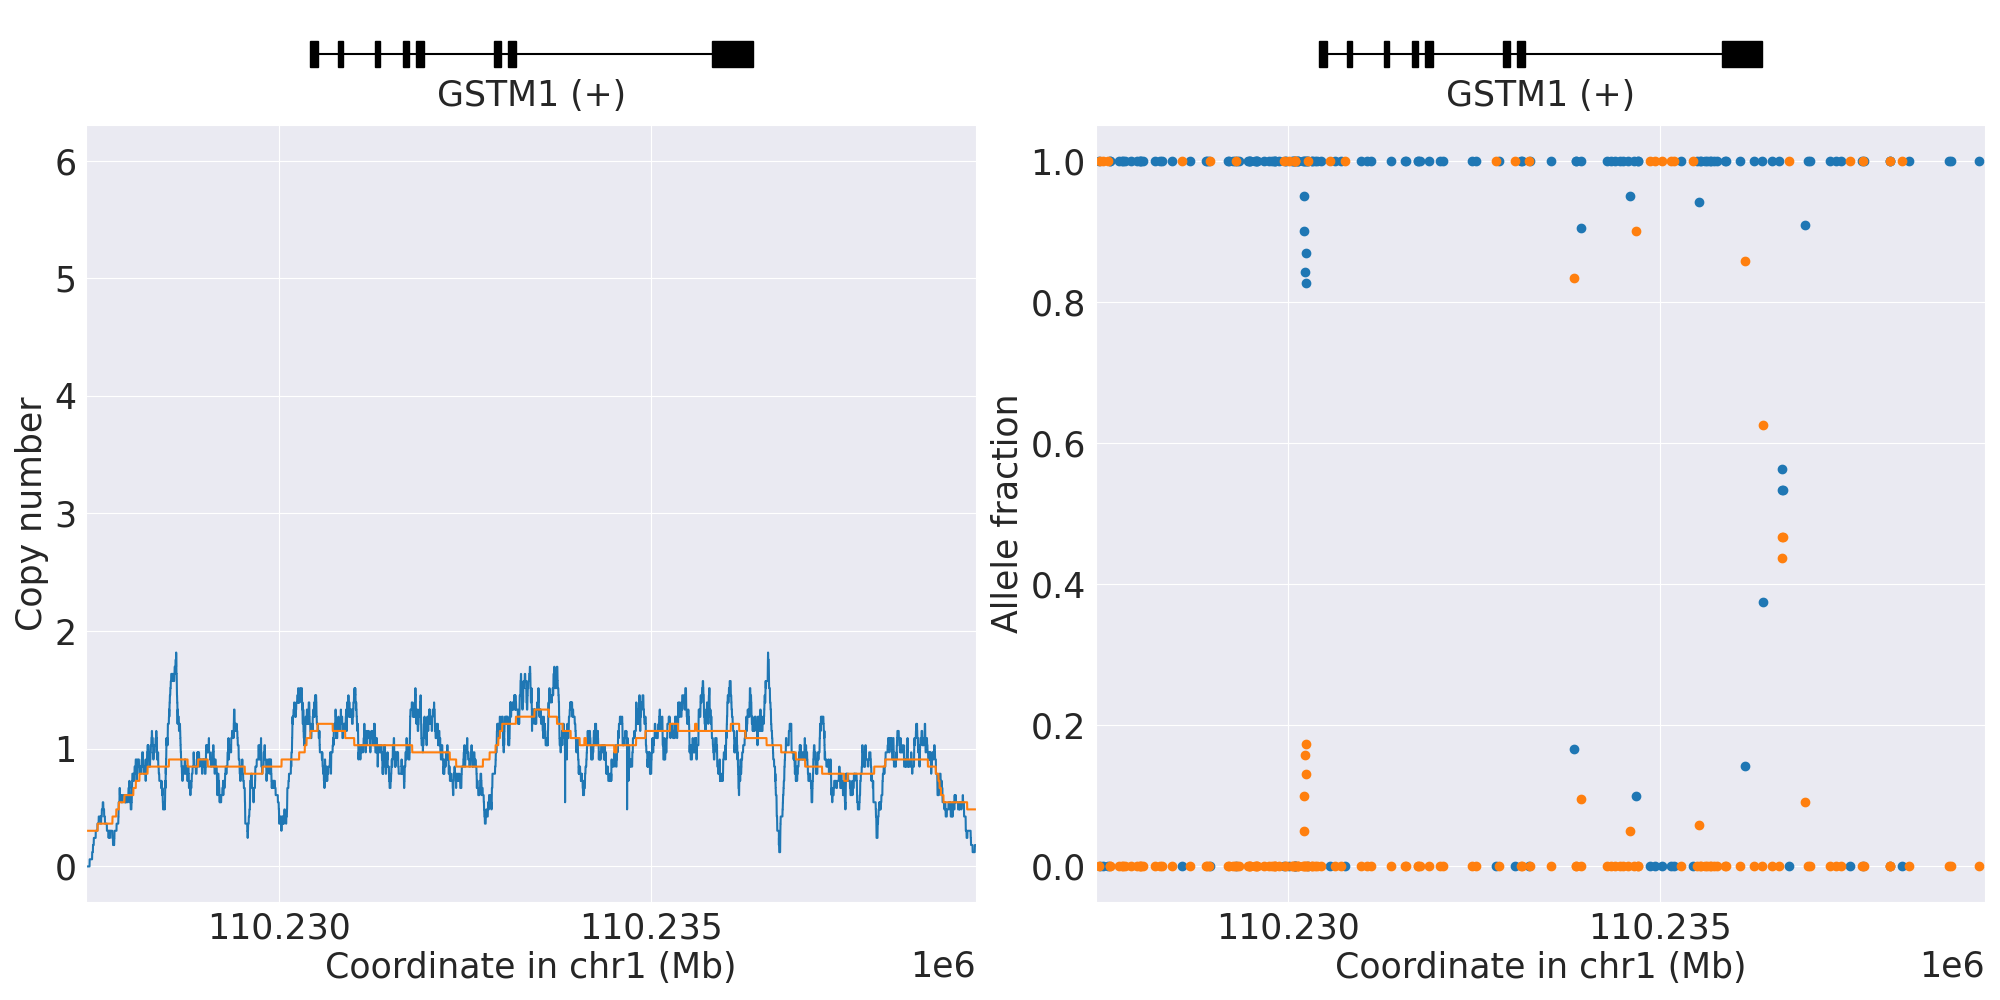 GSTM1 (+)
6
5
4
3
2
1
0
Copy number
110.230
110.235
Coordinate in chr1 (Mb)
1e6
GSTM1 (+)
1.0
0.8
0.6
0.4
0.2
0.0
Allele fraction
110.230
110.235
Coordinate in chr1 (Mb)
1e6